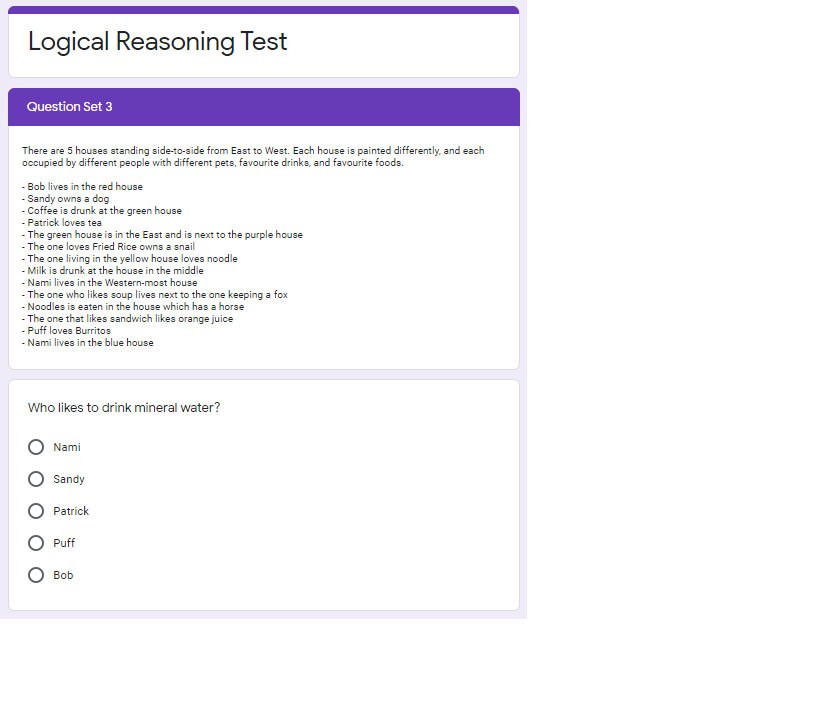 Logical Reasoning Test
Question Set 3
There are 5 houses standing side-to-side from East to West. Each house is painted differently, and each
occupied by different people with different pets, favourite drinks, and favourite foods.
- Bob lives in the red house
- Sandy owns a dog
- Coffee is drunk at the green house
- Patrick loves tea
- The green house is in the East and is next to the purple house
- The one loves Fried Rice owns a snail
- The one living in the yellow house loves noodle
- Milk is drunk at the house in the middle
- Nami lives in the Western-most house
- The one who likes soup lives next to the one keeping a fox
- Noodles is eaten in the house which has a horse
- The one that likes sandwich likes orange juice
- Puff loves Burritos
- Nami lives in the blue house
Who likes to drink mineral water?
Nami
Sandy
Patrick
Puff
Bob